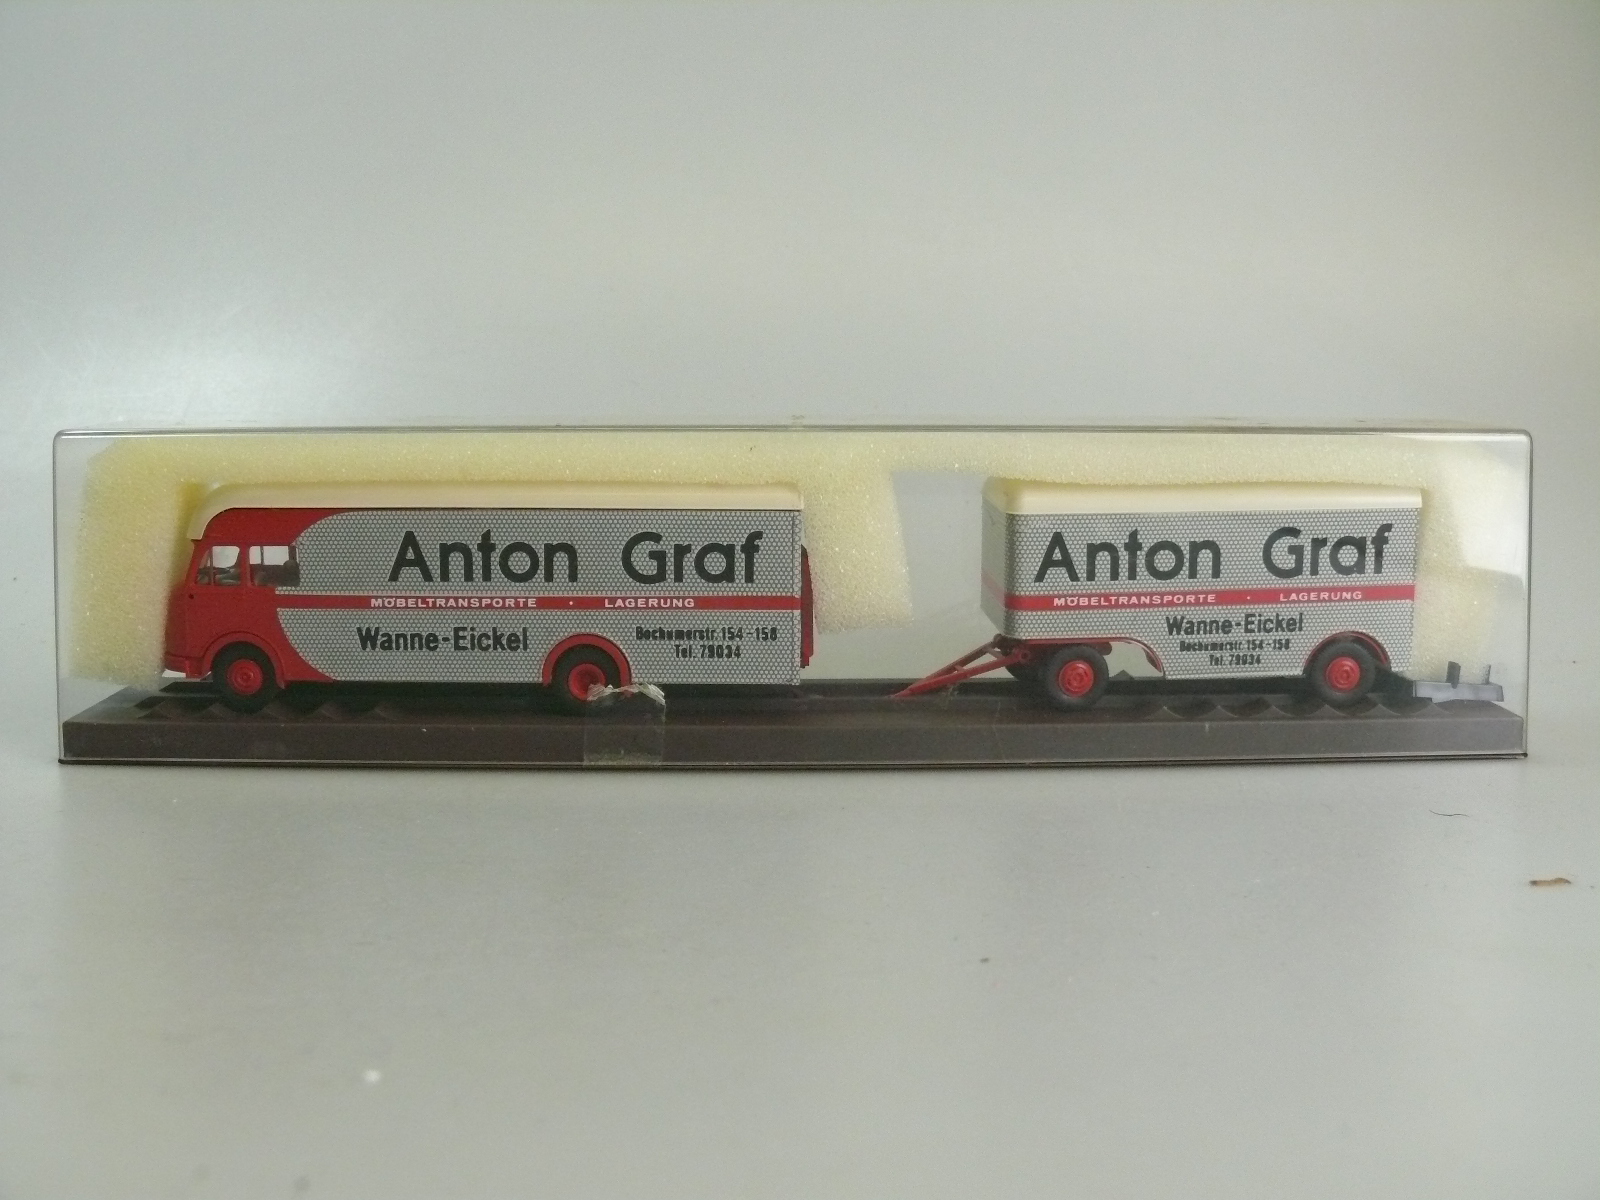 Anton Graf
MÖBELTRANSPORTE · LAGERUNG
Wanne-Eickel
Bochumerstr. 154-158
Tel. 79034
Anton Graf
MÖBELTRANSPORTE · LAGERUNG
Wanne-Eickel
Bochumerstr. 154-158
Tel. 79034